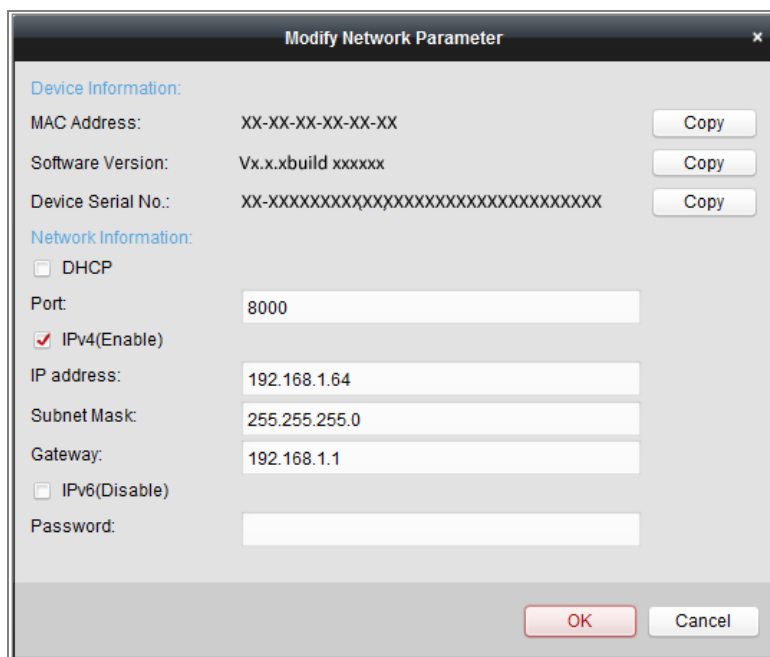 Modify Network Parameter ×
Device Information:
MAC Address: XX-XX-XX-XX-XX-XX Copy
Software Version: Vx.x.xbuild xxxxxx Copy
Device Serial No.: XX-XXXXXXXXXXXXXXXXXXXXXXXXXXXXXXXX Copy
Network Information:
DHCP
Port: 8000
IPv4(Enable)
IP address: 192.168.1.64
Subnet Mask: 255.255.255.0
Gateway: 192.168.1.1
IPv6(Disable)
Password:
OK Cancel